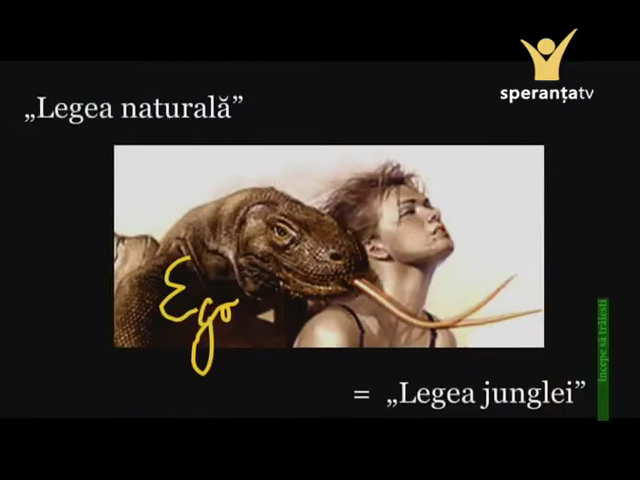 speranțatv
„Legea naturală”
Ego
începe să trăiești
= „Legea junglei”